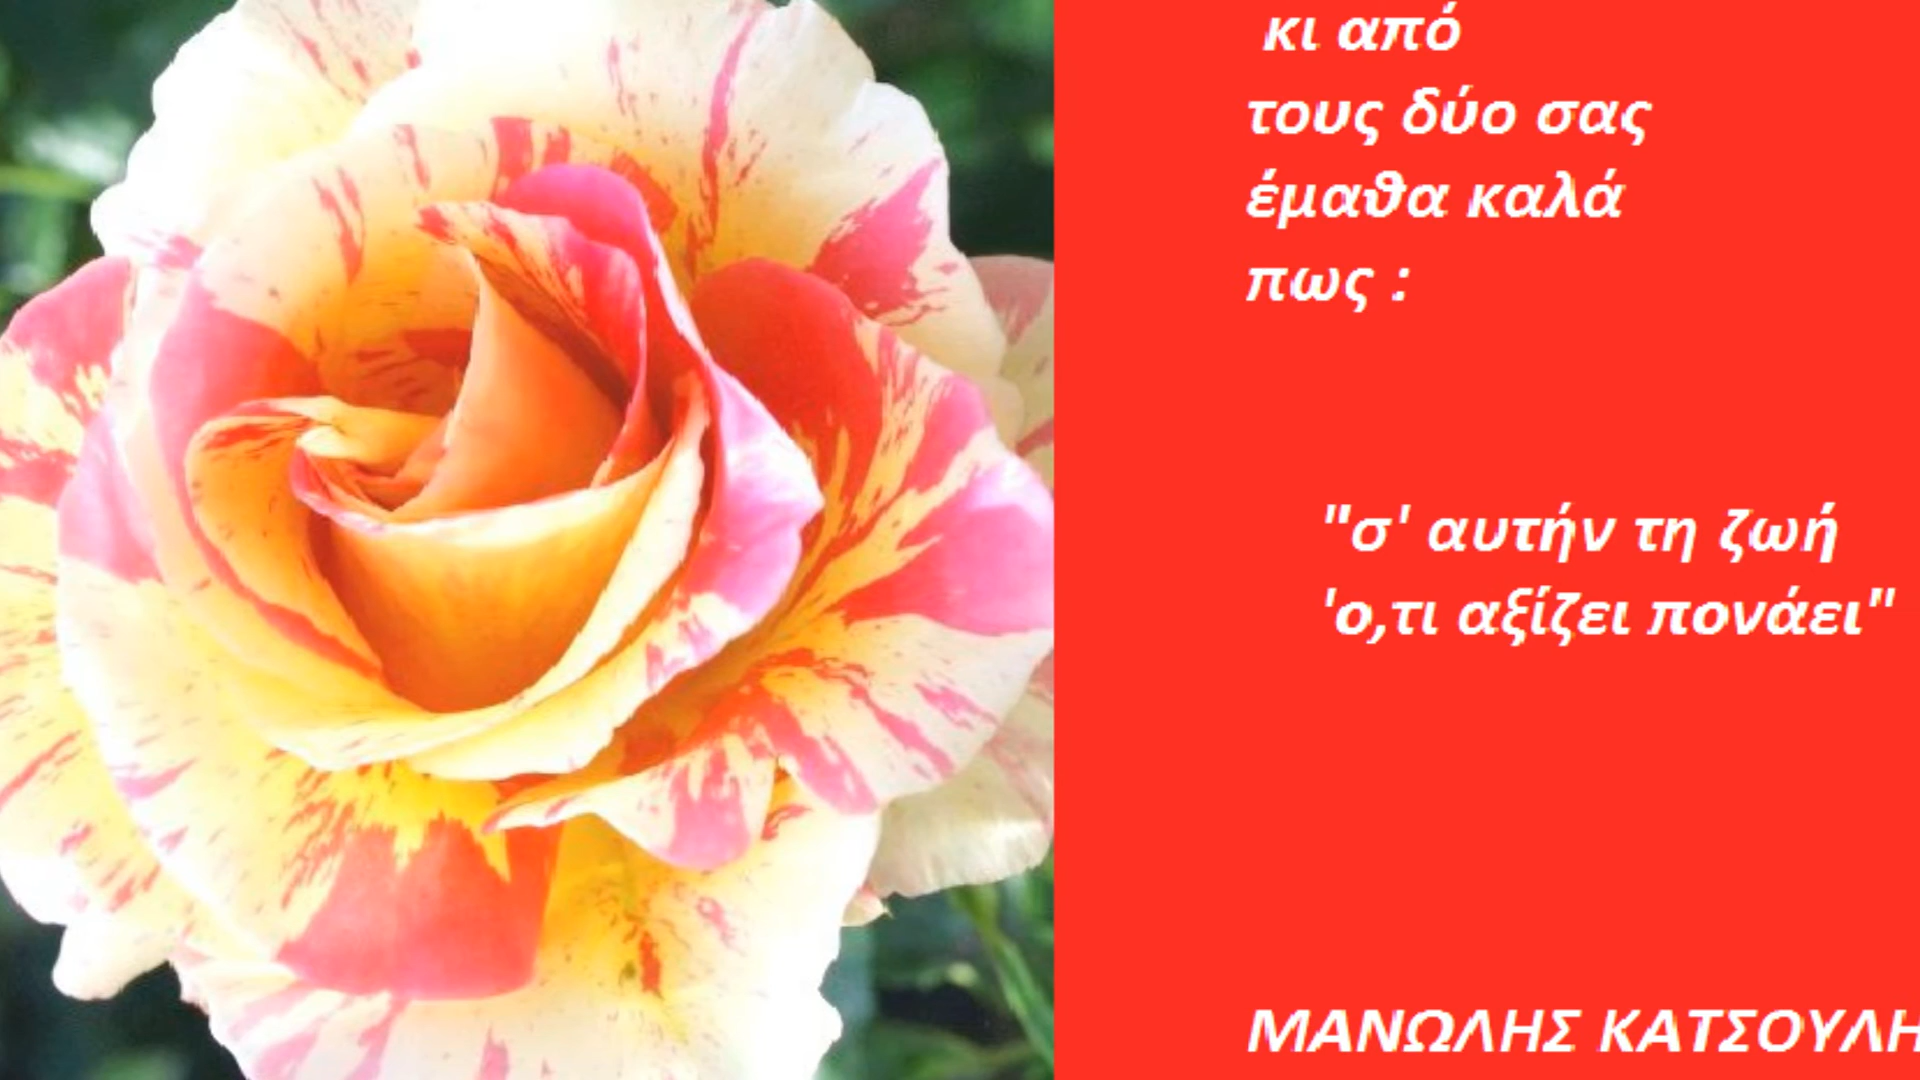 κι από
τους δύο σας
έμαθα καλά
πως :
"σ' αυτήν τη ζωή
'ο,τι αξίζει πονάει"
ΜΑΝΩΛΗΣ ΚΑΤΣΟΥΛΗ